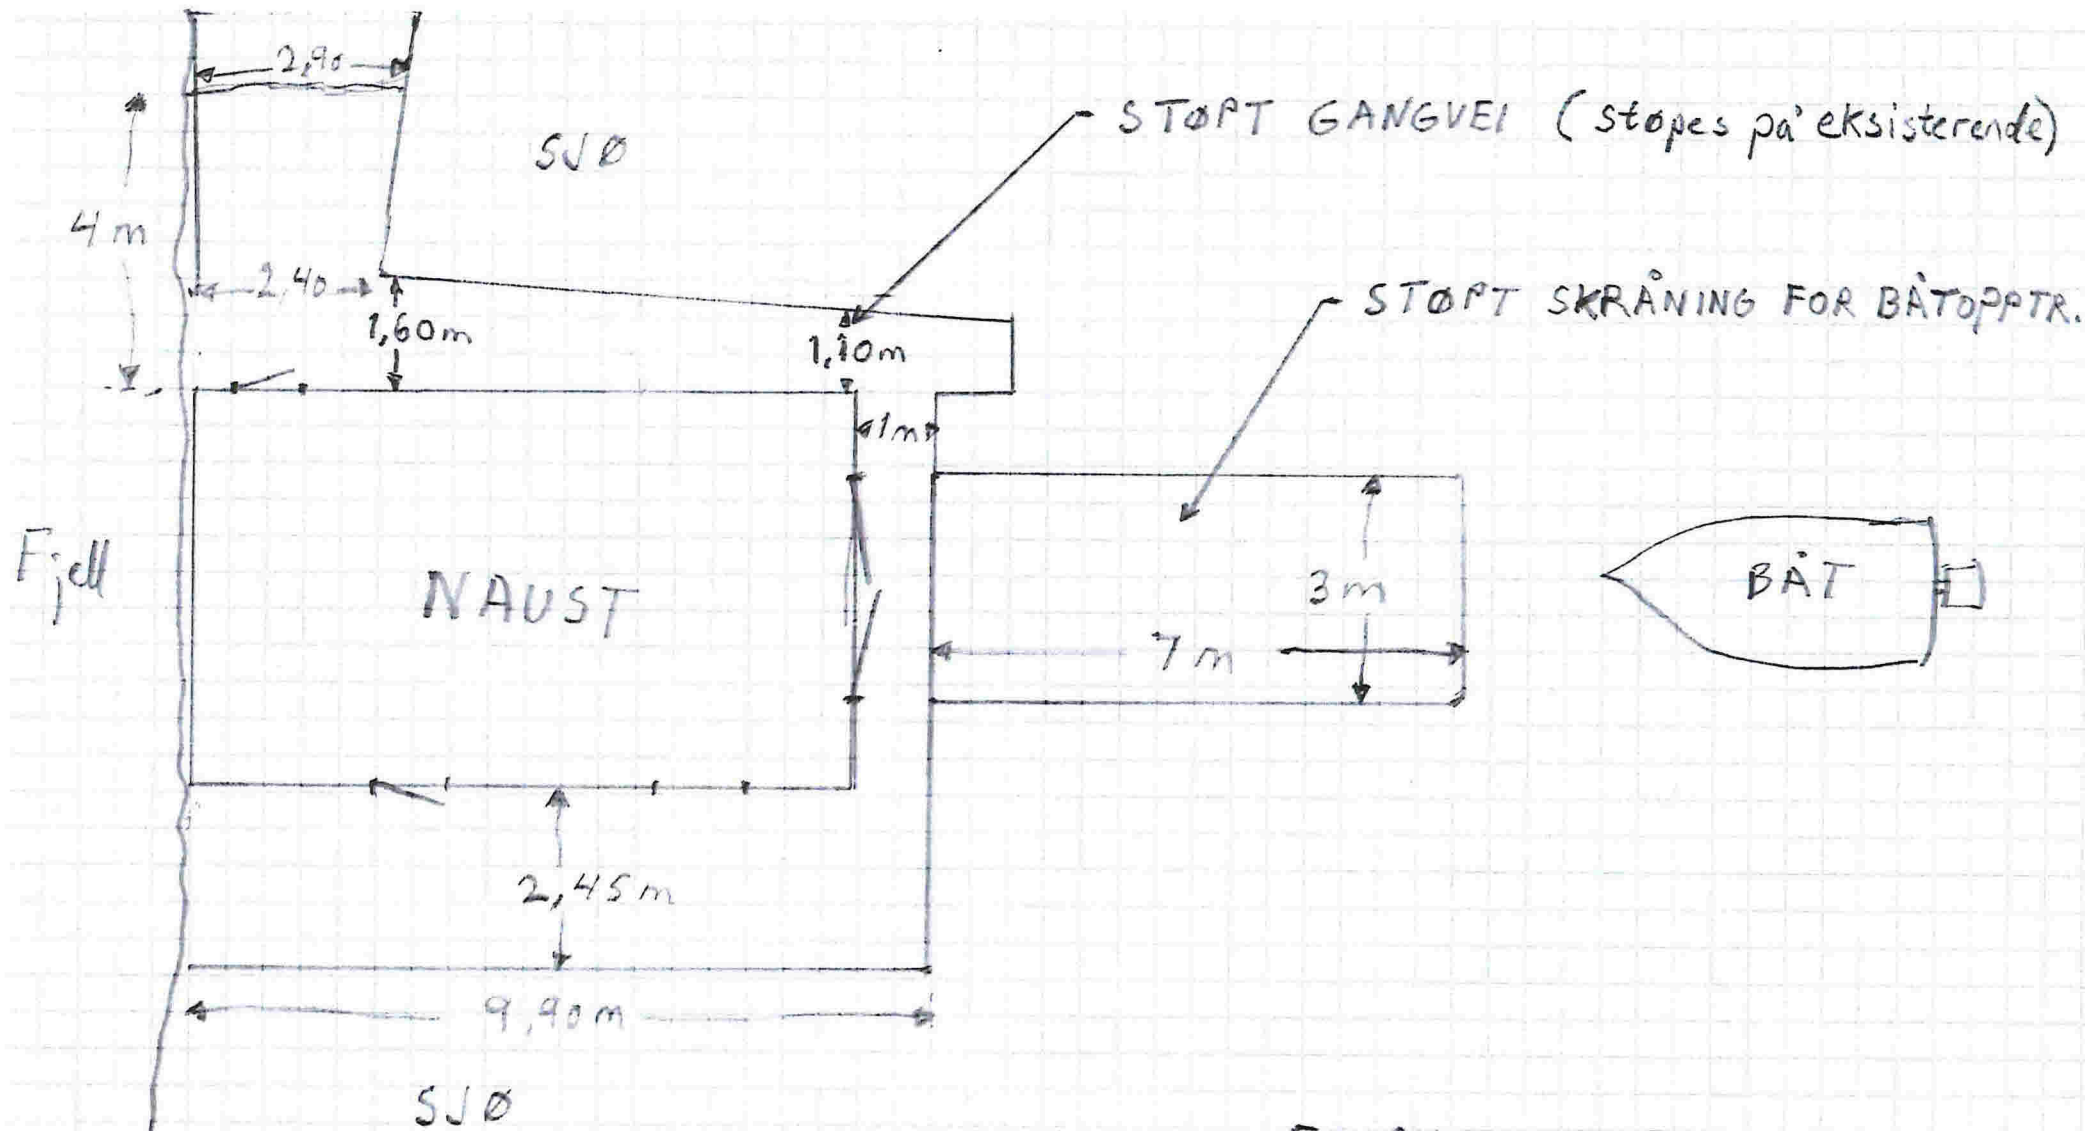 2,90
STØPT GANGVEI (støpes på eksisterende)
SJØ
4 m
2,40
STØPT SKRÅNING FOR BÅTOPPTR.
1,60m
1,10m
1m
Fjell
NAUST
3m
BÅT
7m
2,45m
9,90m
SJØ